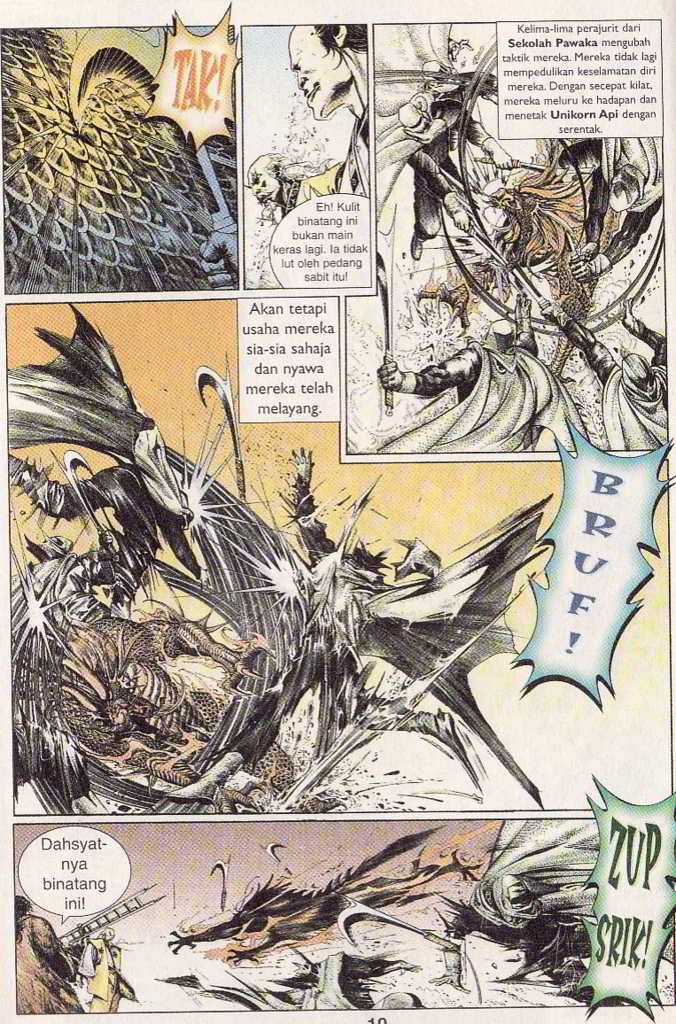 TAK!
Eh! Kulit
binatang ini
bukan main
keras lagi. Ia tidak
lut oleh pedang
sabit itu!
Kelima-lima perajurit dari
Sekolah Pawaka mengubah
taktik mereka. Mereka tidak lagi
mempedulikan keselamatan diri
mereka. Dengan secepat kilat,
mereka meluru ke hadapan dan
menetak Unikorn Api dengan
serentak.
Akan tetapi
usaha mereka
sia-sia sahaja
dan nyawa
mereka telah
melayang.
BRUF!
Dahsyat-
nya
binatang
ini!
ZUP
SRIK!
19